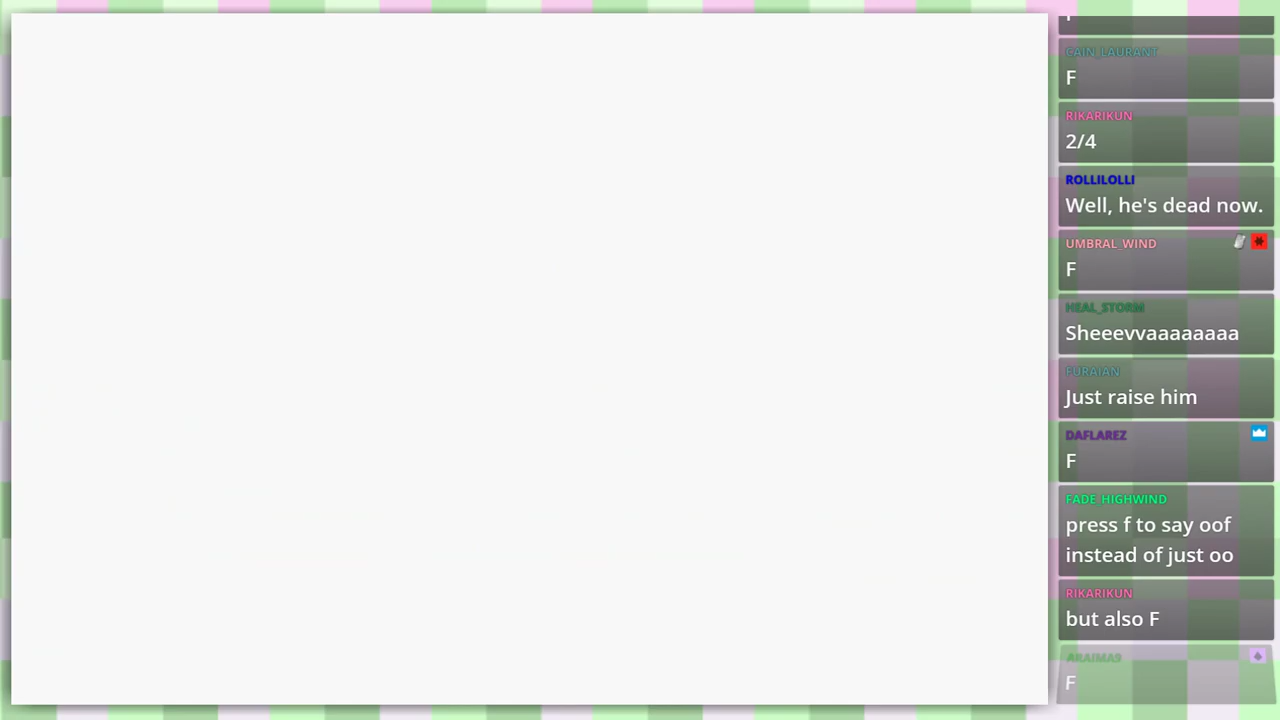 CAIN_LAURANT
F
RIKARIKUN
2/4
ROLLILOLLI
Well, he's dead now.
UMBRAL_WIND
F
HEAL_STORM
Sheeevvaaaaaaaa
FURAIAN
Just raise him
DAFLAREZ
F
FADE_HIGHWIND
press f to say oof
instead of just oo
RIKARIKUN
but also F
ARAIMA9
F